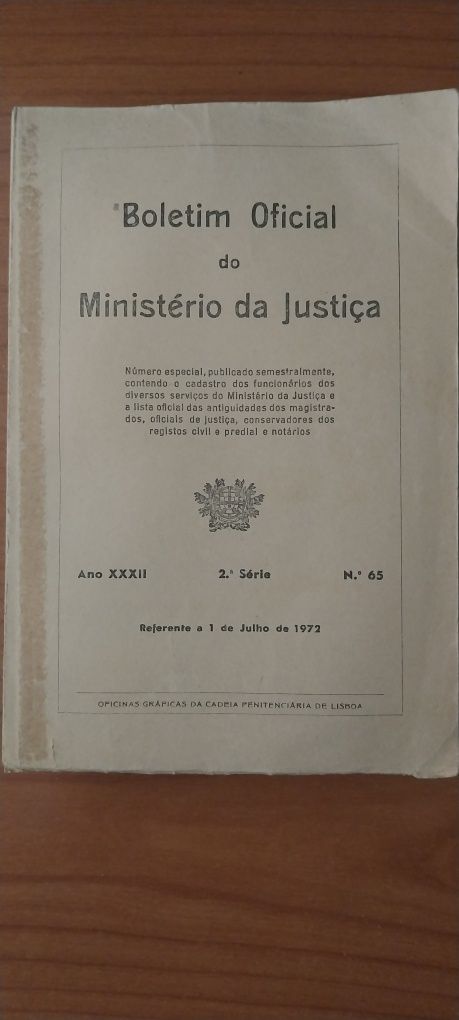 Boletim Oficial
do
Ministério da Justiça
Número especial, publicado semestralmente,
contendo o cadastro dos funcionários dos
diversos serviços do Ministério da Justiça e
a lista oficial das antiguidades dos magistra-
dos, oficiais de justiça, conservadores dos
registos civil e predial e notários
Ano XXXII 2.ª Série N.º 65
Referente a 1 de Julho de 1972
OFICINAS GRÁFICAS DA CADEIA PENITENCIÁRIA DE LISBOA